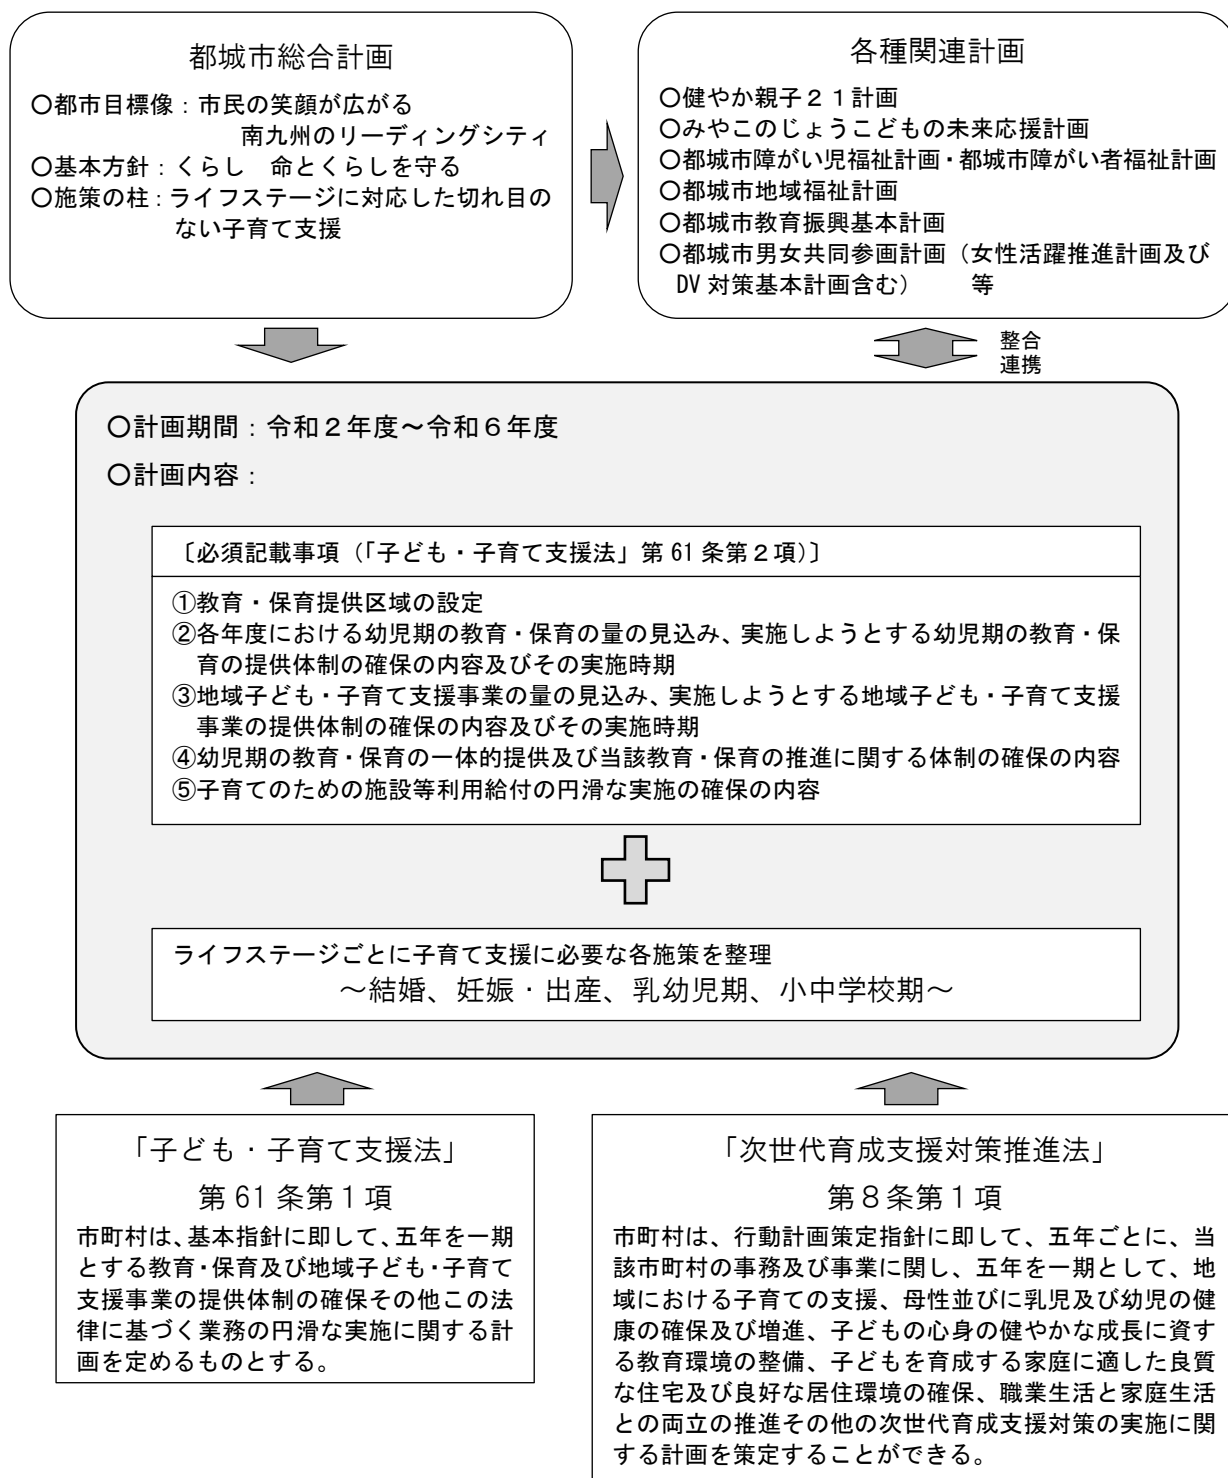 都城市総合計画
〇都市目標像：市民の笑顔が広がる
南九州のリーディングシティ
〇基本方針：くらし　命とくらしを守る
〇施策の柱：ライフステージに対応した切れ目の
ない子育て支援
各種関連計画
〇健やか親子２１計画
〇みやこのじょうこどもの未来応援計画
〇都城市障がい児福祉計画・都城市障がい者福祉計画
〇都城市地域福祉計画
〇都城市教育振興基本計画
〇都城市男女共同参画計画（女性活躍推進計画及び
DV 対策基本計画含む）　　等
整合
連携
〇計画期間：令和２年度～令和６年度
〇計画内容：
〔必須記載事項（「子ども・子育て支援法」第 61 条第２項）〕
①教育・保育提供区域の設定
②各年度における幼児期の教育・保育の量の見込み、実施しようとする幼児期の教育・保
育の提供体制の確保の内容及びその実施時期
③地域子ども・子育て支援事業の量の見込み、実施しようとする地域子ども・子育て支援
事業の提供体制の確保の内容及びその実施時期
④幼児期の教育・保育の一体的提供及び当該教育・保育の推進に関する体制の確保の内容
⑤子育てのための施設等利用給付の円滑な実施の確保の内容
ライフステージごとに子育て支援に必要な各施策を整理
～結婚、妊娠・出産、乳幼児期、小中学校期～
「子ども・子育て支援法」
第 61 条第１項
市町村は、基本指針に即して、五年を一期
とする教育・保育及び地域子ども・子育て
支援事業の提供体制の確保その他この法
律に基づく業務の円滑な実施に関する計
画を定めるものとする。
「次世代育成支援対策推進法」
第８条第１項
市町村は、行動計画策定指針に即して、五年ごとに、当
該市町村の事務及び事業に関し、五年を一期として、地
域における子育ての支援、母性並びに乳児及び幼児の健
康の確保及び増進、子どもの心身の健やかな成長に資す
る教育環境の整備、子どもを育成する家庭に適した良質
な住宅及び良好な居住環境の確保、職業生活と家庭生活
との両立の推進その他の次世代育成支援対策の実施に関
する計画を策定することができる。